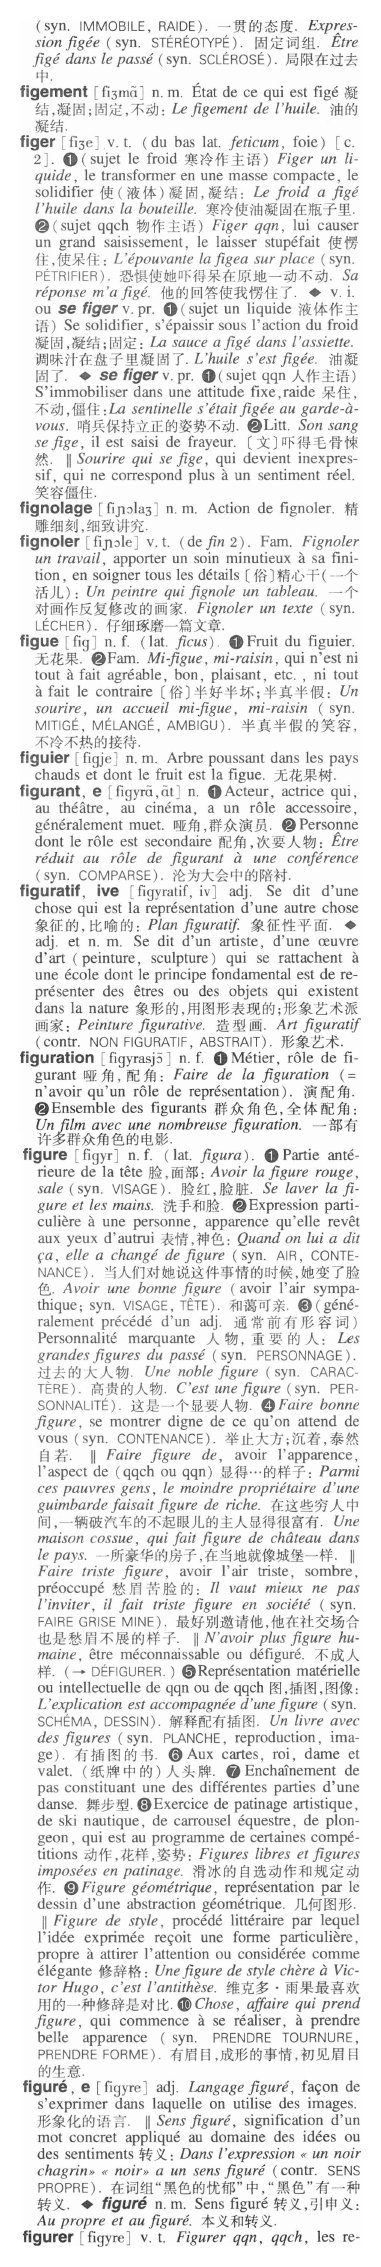 (syn. IMMOBILE, RAIDE). 一贯的态度. Expres-
sion figée (syn. STÉRÉOTYPÉ). 固定词组. Être
figé dans le passé (syn. SCLÉROSÉ). 局限在过去
中.
figement [fiʒmɑ̃] n. m. État de ce qui est figé 凝
结,凝固;固定,不动: Le figement de l'huile. 油的
凝结.
figer [fiʒe] v. t. (du bas lat. feticum, foie) [c.
2]. ❶(sujet le froid 寒冷作主语) Figer un li-
quide, le transformer en une masse compacte, le
solidifier 使(液体)凝固,凝结: Le froid a figé
l'huile dans la bouteille. 寒冷使油凝固在瓶子里.
❷(sujet qqch 物作主语) Figer qqn, lui causer
un grand saisissement, le laisser stupéfait 使愣
住,使呆住: L'épouvante la figea sur place (syn.
PÉTRIFIER). 恐惧使她吓得呆在原地一动不动. Sa
réponse m'a figé. 他的回答使我愣住了. ◆ v. i.
ou se figer v. pr. ❶(sujet un liquide 液体作主
语) Se solidifier, s'épaissir sous l'action du froid
凝固,凝结;凝固: La sauce a figé dans l'assiette.
调味汁在盘子里凝固了. L'huile s'est figée. 油凝
固了. ◆ se figer v. pr. ❶(sujet qqn 人作主语)
S'immobiliser dans une attitude fixe,raide 呆住,
不动,僵住:La sentinelle s'était figée au garde-à-
vous. 哨兵保持立正的姿势不动. ❷Litt. Son sang
se fige, il est saisi de frayeur. 〔文〕吓得毛骨悚
然. ‖ Sourire qui se fige, qui devient inexpres-
sif, qui ne correspond plus à un sentiment réel.
笑容僵住.
fignolage [fiɲɔlaʒ] n. m. Action de fignoler. 精
雕细刻,细致讲究.
fignoler [fiɲɔle] v. t. (de fin 2). Fam. Fignoler
un travail, apporter un soin minutieux à sa fini-
tion, en soigner tous les détails〔俗〕精心干(一个
活儿): Un peintre qui fignole un tableau. 一个
对画作反复修改的画家. Fignoler un texte (syn.
LÉCHER). 仔细琢磨一篇文章.
figue [fig] n. f. (lat. ficus). ❶Fruit du figuier.
无花果. ❷Fam. Mi-figue, mi-raisin, qui n'est ni
tout à fait agréable, bon, plaisant, etc., ni tout
à fait le contraire〔俗〕半好半坏;半真半假: Un
sourire, un accueil mi-figue, mi-raisin (syn.
MITIGÉ, MÉLANGÉ, AMBIGU). 半真半假的笑容,
不冷不热的接待.
figuier [figje] n. m. Arbre poussant dans les pays
chauds et dont le fruit est la figue. 无花果树.
figurant, e [figyrɑ̃,ɑ̃t] n. ❶Acteur, actrice qui,
au théâtre, au cinéma, a un rôle accessoire,
généralement muet. 哑角,群众演员. ❷Personne
dont le rôle est secondaire 配角,次要人物: Être
réduit au rôle de figurant à une conférence
(syn. COMPARSE). 沦为大会中的陪衬.
figuratif, ive [figyratif, iv] adj. Se dit d'une
chose qui est la représentation d'une autre chose
象征的,比喻的: Plan figuratif. 象征性平面. ◆
adj. et n. m. Se dit d'un artiste, d'une œuvre
d'art (peinture, sculpture) qui se rattachent à
une école dont le principe fondamental est de re-
présenter des êtres ou des objets qui existent
dans la nature 象形的,用图形表现的;形象艺术派
画家: Peinture figurative. 造型画. Art figuratif
(contr. NON FIGURATIF, ABSTRAIT). 形象艺术.
figuration [figyrasjɔ̃] n. f. ❶Métier, rôle de fi-
gurant 哑角,配角: Faire de la figuration (=
n'avoir qu'un rôle de représentation). 演配角.
❷Ensemble des figurants 群众角色,全体配角:
Un film avec une nombreuse figuration. 一部有
许多群众角色的电影.
figure [figyr] n. f. (lat. figura). ❶Partie anté-
rieure de la tête 脸,面部: Avoir la figure rouge,
sale (syn. VISAGE). 脸红,脸脏. Se laver la fi-
gure et les mains. 洗手和脸. ❷Expression parti-
culière à une personne, apparence qu'elle revêt
aux yeux d'autrui 表情,神色: Quand on lui a dit
ça, elle a changé de figure (syn. AIR, CONTE-
NANCE). 当人们对她说这件事情的时候,她变了脸
色. Avoir une bonne figure (avoir l'air sympa-
thique; syn. VISAGE, TÊTE). 和蔼可亲. ❸(géné-
ralement précédé d'un adj. 通常前有形容词)
Personnalité marquante 人物,重要的人: Les
grandes figures du passé (syn. PERSONNAGE).
过去的大人物. Une noble figure (syn. CARAC-
TÈRE). 高贵的人物. C'est une figure (syn. PER-
SONNALITÉ). 这是一个显要人物. ❹Faire bonne
figure, se montrer digne de ce qu'on attend de
vous (syn. CONTENANCE). 举止大方;沉着,泰然
自若. ‖ Faire figure de, avoir l'apparence,
l'aspect de (qqch ou qqn) 显得…的样子: Parmi
ces pauvres gens, le moindre propriétaire d'une
guimbarde faisait figure de riche. 在这些穷人中
间,一辆破汽车的不起眼儿的主人显得很富有. Une
maison cossue, qui fait figure de château dans
le pays. 一所豪华的房子,在当地就像城堡一样. ‖
Faire triste figure, avoir l'air triste, sombre,
préoccupé 愁眉苦脸的: Il vaut mieux ne pas
l'inviter, il fait triste figure en société (syn.
FAIRE GRISE MINE). 最好别邀请他,他在社交场合
也是愁眉不展的样子. ‖ N'avoir plus figure hu-
maine, être méconnaissable ou défiguré. 不成人
样. (→ DÉFIGURER.) ❺Représentation matérielle
ou intellectuelle de qqn ou de qqch 图,插图,图像:
L'explication est accompagnée d'une figure (syn.
SCHÉMA, DESSIN). 解释配有插图. Un livre avec
des figures (syn. PLANCHE, reproduction, ima-
ge). 有插图的书. ❻ Aux cartes, roi, dame et
valet. (纸牌中的)人头牌. ❼ Enchaînement de
pas constituant une des différentes parties d'une
danse. 舞步型. ❽Exercice de patinage artistique,
de ski nautique, de carrousel équestre, de plon-
geon, qui est au programme de certaines compé-
titions 动作,花样,姿势: Figures libres et figures
imposées en patinage. 滑冰的自选动作和规定动
作. ❾Figure géométrique, représentation par le
dessin d'une abstraction géométrique. 几何图形.
‖ Figure de style, procédé littéraire par lequel
l'idée exprimée reçoit une forme particulière,
propre à attirer l'attention ou considérée comme
élégante 修辞格: Une figure de style chère à Vic-
tor Hugo, c'est l'antithèse. 维克多·雨果最喜欢
用的一种修辞是对比. ❿Chose, affaire qui prend
figure, qui commence à se réaliser, à prendre
belle apparence (syn. PRENDRE TOURNURE,
PRENDRE FORME). 有眉目,成形的事情,初见眉目
的生意.
figuré, e [figyre] adj. Langage figuré, façon de
s'exprimer dans laquelle on utilise des images.
形象化的语言. ‖ Sens figuré, signification d'un
mot concret appliqué au domaine des idées ou
des sentiments 转义: Dans l'expression « un noir
chagrin» « noir» a un sens figuré (contr. SENS
PROPRE). 在词组“黑色的忧郁”中,“黑色”有一种
转义. ◆ figuré n. m. Sens figuré 转义,引申义:
Au propre et au figuré. 本义和转义.
figurer [figyre] v. t. Figurer qqn, qqch, les re-